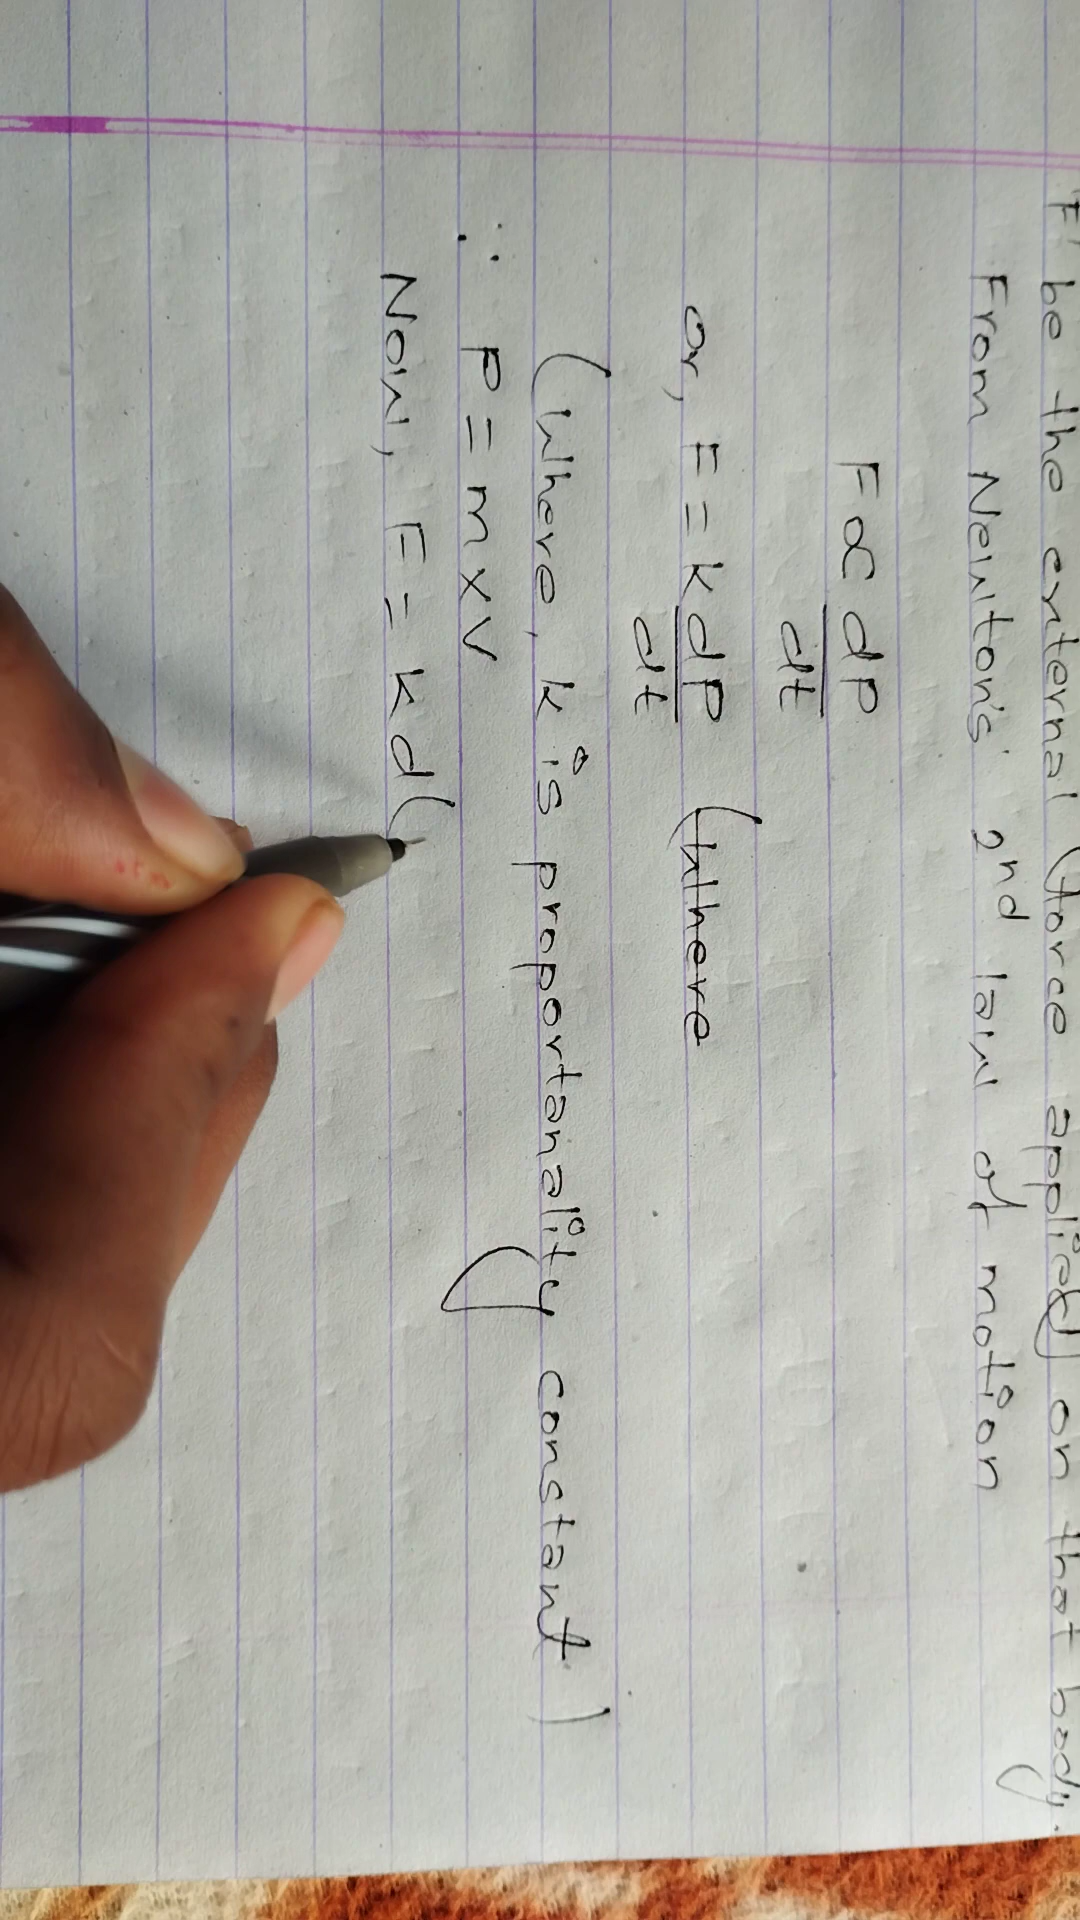 F' be the external (force applied) on that body.
From Newton's 2nd law of motion
F ∝ dP
dt
or, F = k dP (where
dt
(where, k is proportanality constant)
∴ P = m × v
Now, F = k d(